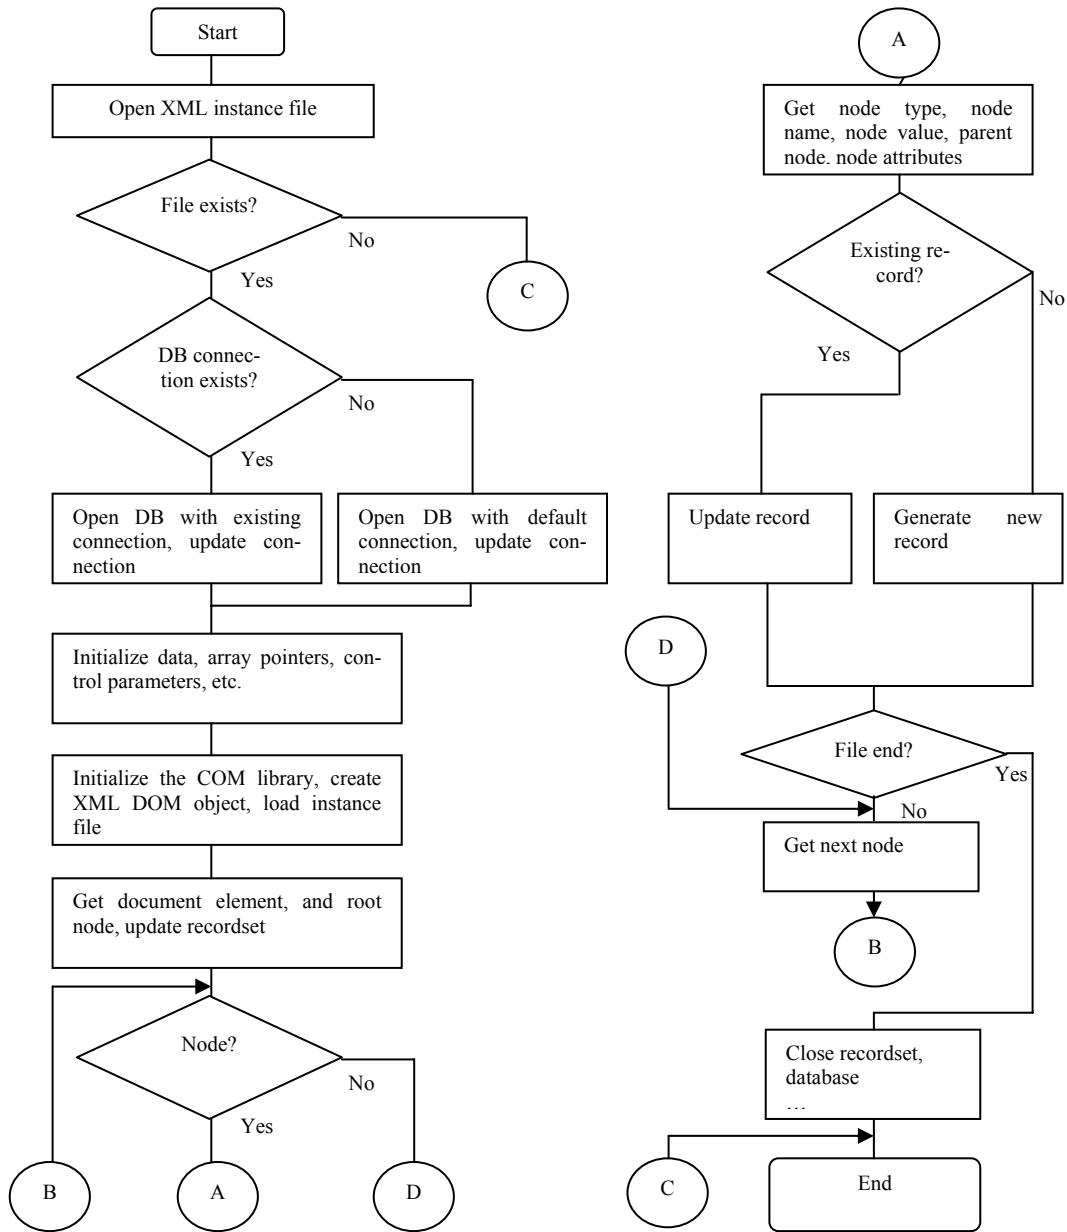 Start
Open XML instance file
File exists?
No
Yes
C
DB connec-
tion exists?
No
Yes
Open DB with existing
connection, update con-
nection
Open DB with default
connection, update con-
nection
Initialize data, array pointers, con-
trol parameters, etc.
Initialize the COM library, create
XML DOM object, load instance
file
Get document element, and root
node, update recordset
Node?
No
Yes
B
A
D
A
Get node type, node
name, node value, parent
node, node attributes
Existing re-
cord?
No
Yes
Update record
Generate new
record
D
File end?
Yes
No
Get next node
B
Close recordset,
database
…
C
End